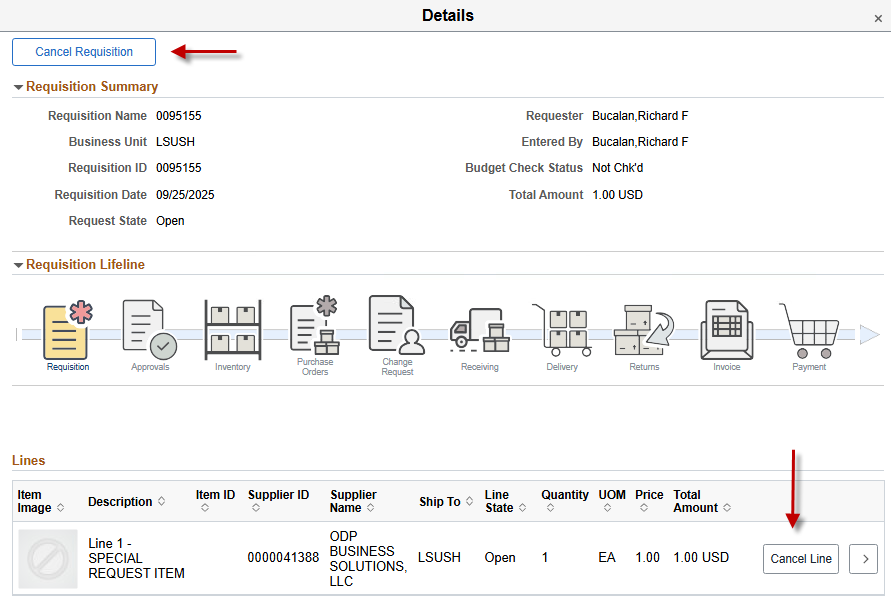 Details
×
Cancel Requisition
Requisition Summary
Requisition Name 0095155
Requester Bucalan,Richard F
Business Unit LSUSH
Entered By Bucalan,Richard F
Requisition ID 0095155
Budget Check Status Not Chk'd
Requisition Date 09/25/2025
Total Amount 1.00 USD
Request State Open
Requisition Lifeline
Requisition
Approvals
Inventory
Purchase
Orders
Change
Request
Receiving
Delivery
Returns
Invoice
Payment
Lines
Item
Image
Description
Item ID
Supplier ID
Supplier
Name
Ship To
Line
State
Quantity
UOM
Price
Total
Amount
Line 1 -
SPECIAL
REQUEST ITEM
0000041388
ODP
BUSINESS
SOLUTIONS,
LLC
LSUSH
Open
1
EA
1.00
1.00 USD
Cancel Line